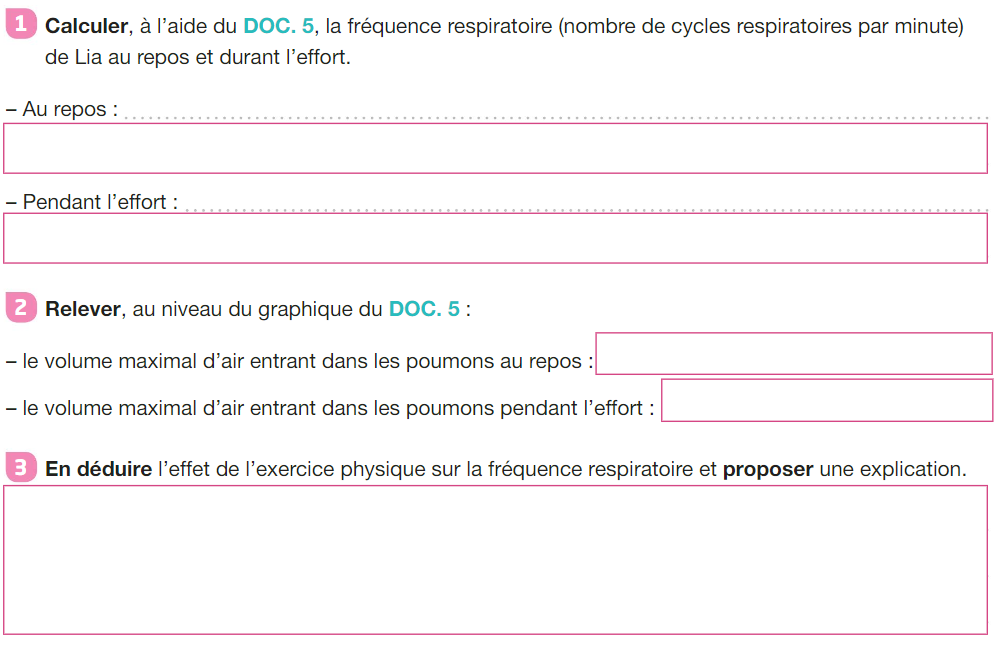 1 Calculer, à l’aide du DOC. 5, la fréquence respiratoire (nombre de cycles respiratoires par minute)
de Lia au repos et durant l’effort.
– Au repos :
– Pendant l’effort :
2 Relever, au niveau du graphique du DOC. 5 :
– le volume maximal d’air entrant dans les poumons au repos :
– le volume maximal d’air entrant dans les poumons pendant l’effort :
3 En déduire l’effet de l’exercice physique sur la fréquence respiratoire et proposer une explication.